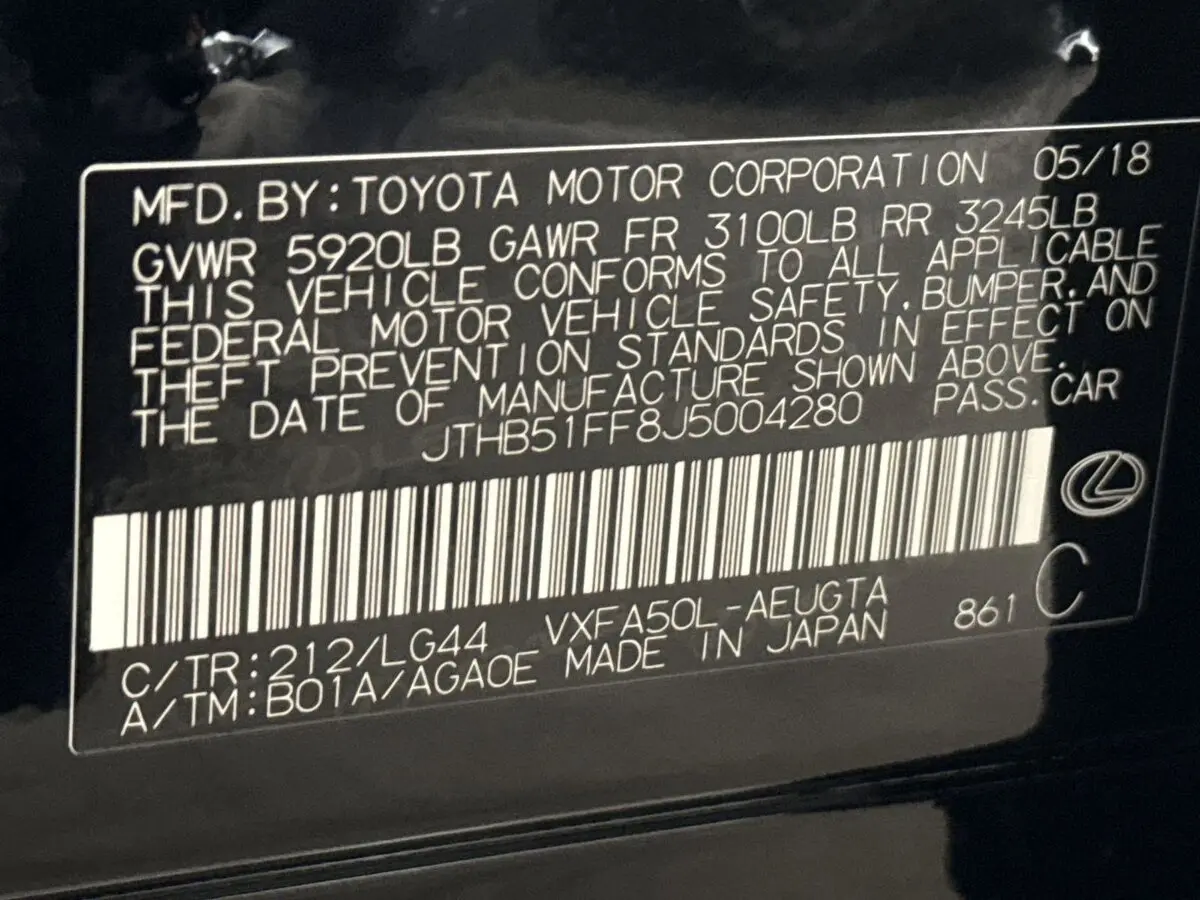 MFD. BY: TOYOTA MOTOR CORPORATION 05/18
GVWR 5920LB GAWR FR 3100LB RR 3245LB
THIS VEHICLE CONFORMS TO ALL APPLICABLE
FEDERAL MOTOR VEHICLE SAFETY, BUMPER, AND
THEFT PREVENTION STANDARDS IN EFFECT ON
THE DATE OF MANUFACTURE SHOWN ABOVE.
JTHB51FF8J5004280 PASS. CAR
C/TR:212/LG44 VXFA50L-AEUGTA
A/TM:B01A/AGA0E MADE IN JAPAN 861 C